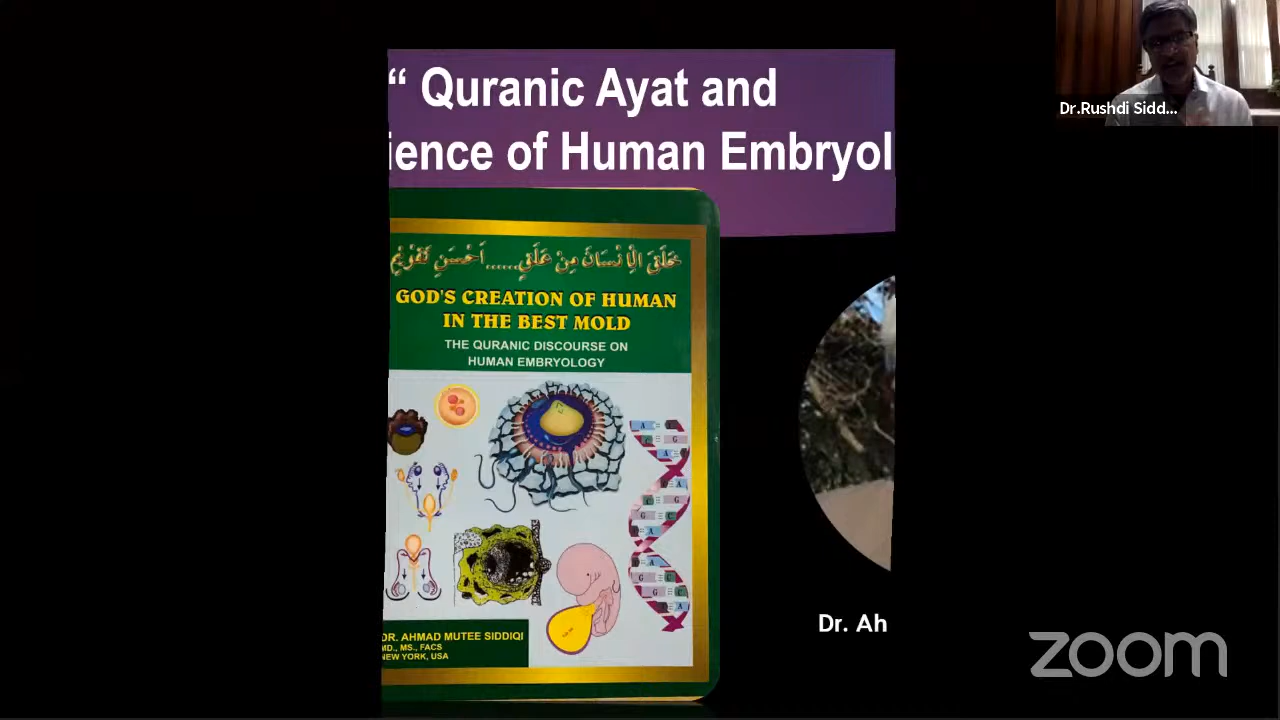 “ Quranic Ayat and
ience of Human Embryol
خَلَقَ الْاِنْسَانَ مِنْ عَلَقٍ......اَحْسَنِ تَقْوِيْمٍ
GOD'S CREATION OF HUMAN
IN THE BEST MOLD
THE QURANIC DISCOURSE ON
HUMAN EMBRYOLOGY
DR. AHMAD MUTEE SIDDIQI
MD., MS., FACS
NEW YORK, USA
Dr. Ah
Dr.Rushdi Sidd...
zoom